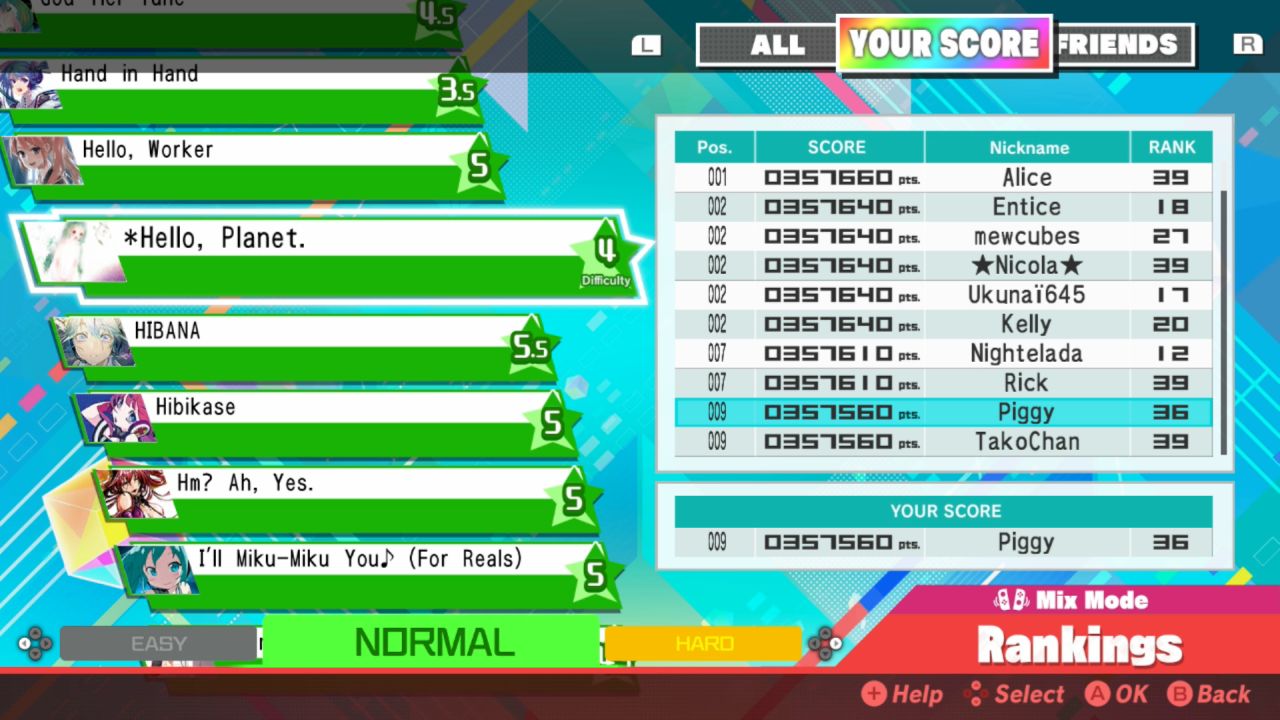 God-Tier Tune
4.5
Hand in Hand
3.5
Hello, Worker
5
*Hello, Planet.
4
Difficulty
HIBANA
5.5
Hibikase
5
Hm? Ah, Yes.
5
I'll Miku-Miku You♪ (For Reals)
5
EASY
NORMAL
HARD
L
ALL
YOUR SCORE
FRIENDS
R
Pos. SCORE Nickname RANK
001 0357660 pts. Alice 39
002 0357640 pts. Entice 18
002 0357640 pts. mewcubes 27
002 0357640 pts. ★Nicola★ 39
002 0357640 pts. Ukunaï645 17
002 0357640 pts. Kelly 20
007 0357610 pts. Nightelada 12
007 0357610 pts. Rick 39
009 0357560 pts. Piggy 36
009 0357560 pts. TakoChan 39
YOUR SCORE
009 0357560 pts. Piggy 36
Mix Mode
Rankings
+ Help Select A OK B Back